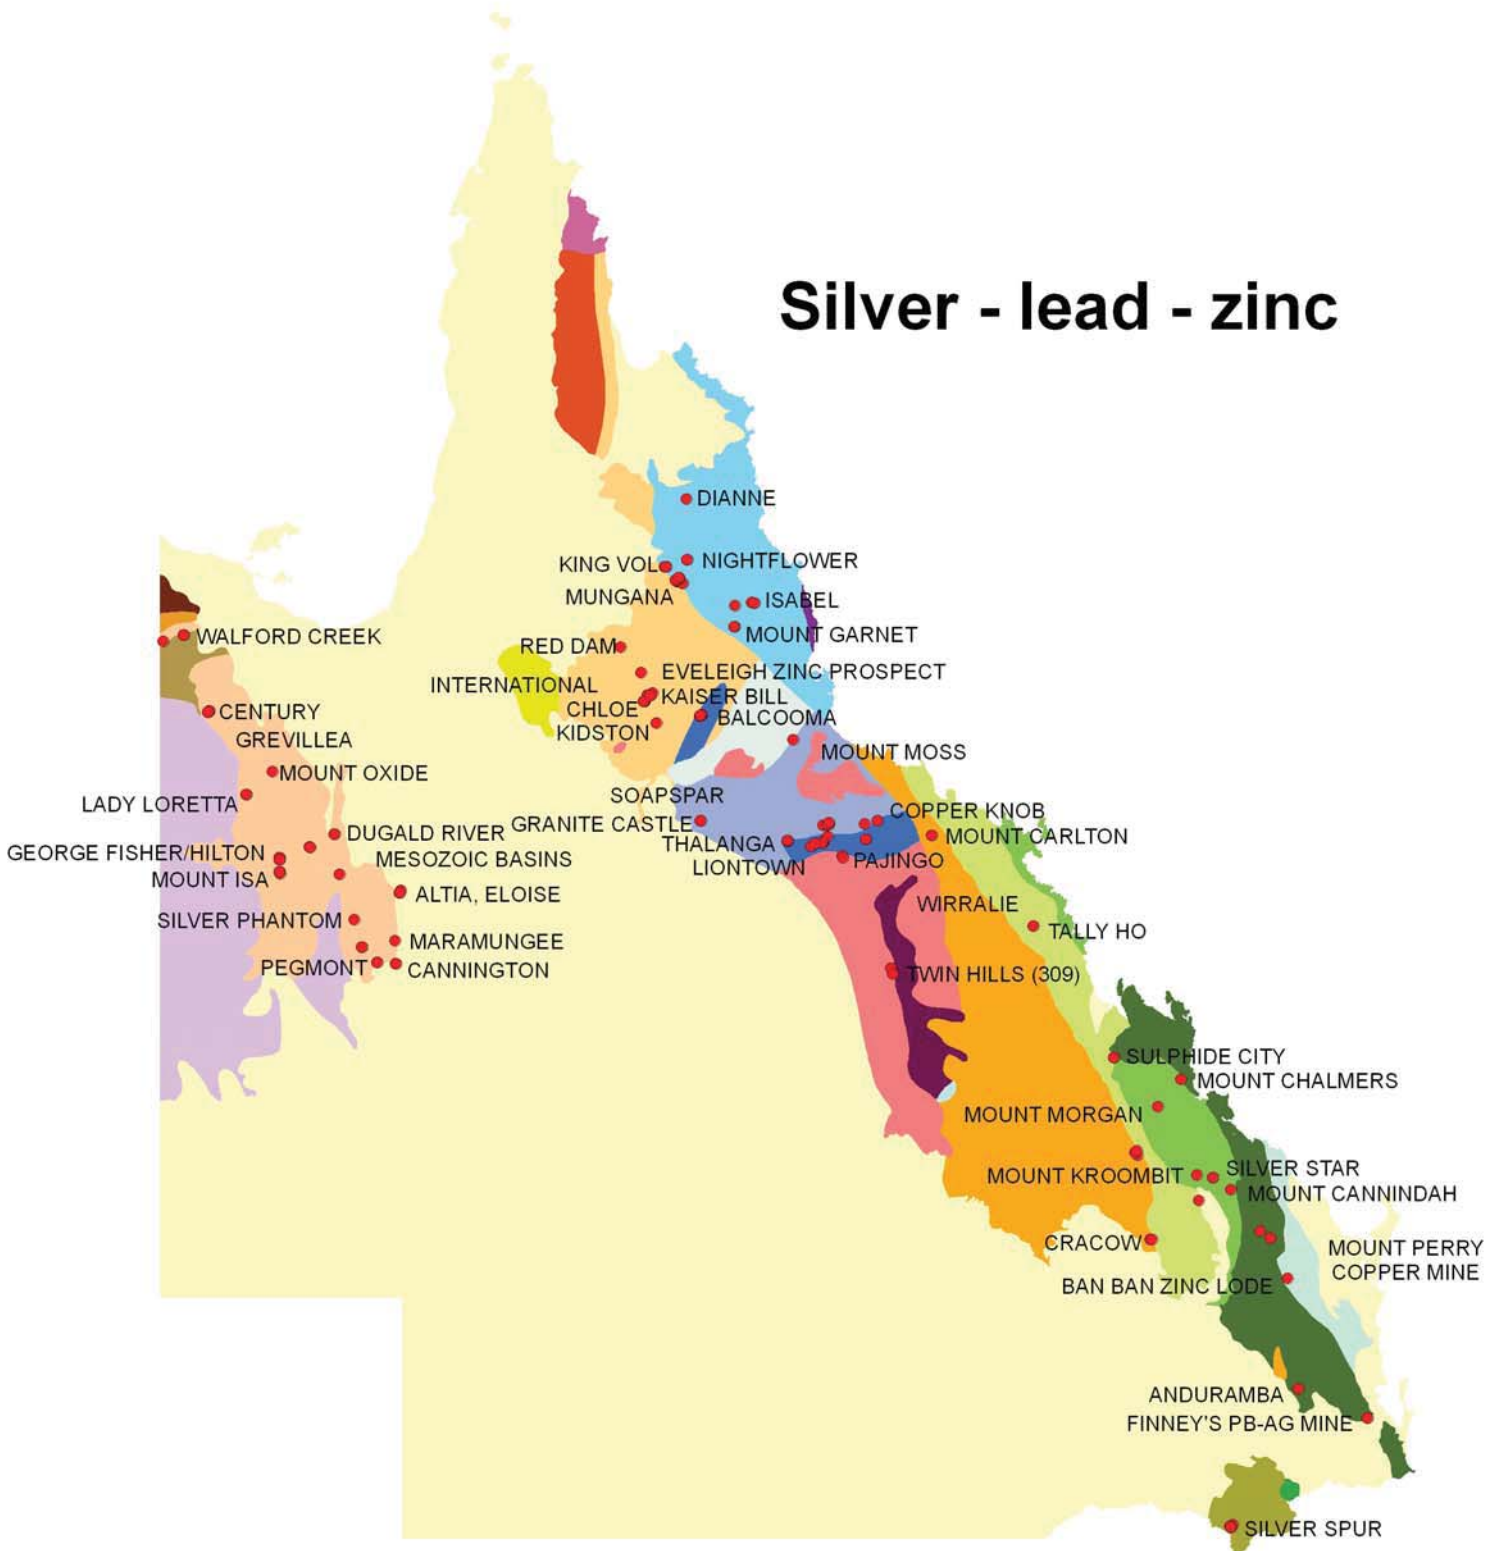 Silver - lead - zinc
DIANNE
KING VOL
NIGHTFLOWER
MUNGANA
ISABEL
WALFORD CREEK
MOUNT GARNET
RED DAM
EVELEIGH ZINC PROSPECT
INTERNATIONAL
KAISER BILL
CHLOE
CENTURY
BALCOOMA
KIDSTON
GREVILLEA
MOUNT MOSS
MOUNT OXIDE
SOAPSPAR
LADY LORETTA
COPPER KNOB
GRANITE CASTLE
DUGALD RIVER
MOUNT CARLTON
THALANGA
GEORGE FISHER/HILTON
MESOZOIC BASINS
PAJINGO
LIONTOWN
MOUNT ISA
ALTIA, ELOISE
WIRRALIE
SILVER PHANTOM
TALLY HO
MARAMUNGEE
PEGMONT
CANNINGTON
TWIN HILLS (309)
SULPHIDE CITY
MOUNT CHALMERS
MOUNT MORGAN
SILVER STAR
MOUNT KROOMBIT
MOUNT CANNINDAH
CRACOW
MOUNT PERRY
COPPER MINE
BAN BAN ZINC LODE
ANDURAMBA
FINNEY'S PB-AG MINE
SILVER SPUR